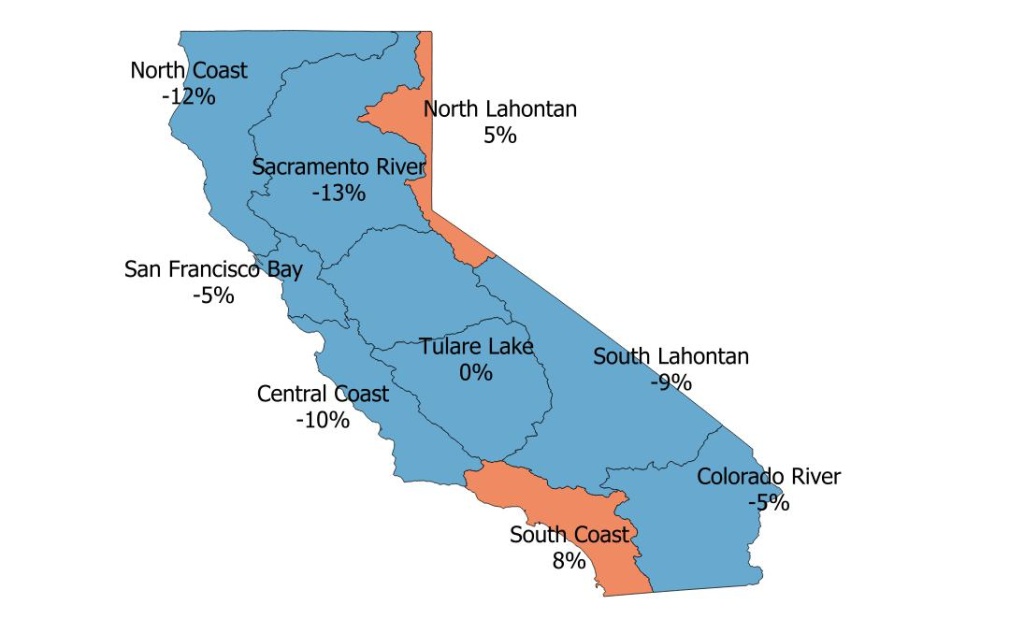 North Coast
-12%
North Lahontan
5%
Sacramento River
-13%
San Francisco Bay
-5%
Tulare Lake
0%
South Lahontan
-9%
Central Coast
-10%
Colorado River
-5%
South Coast
8%